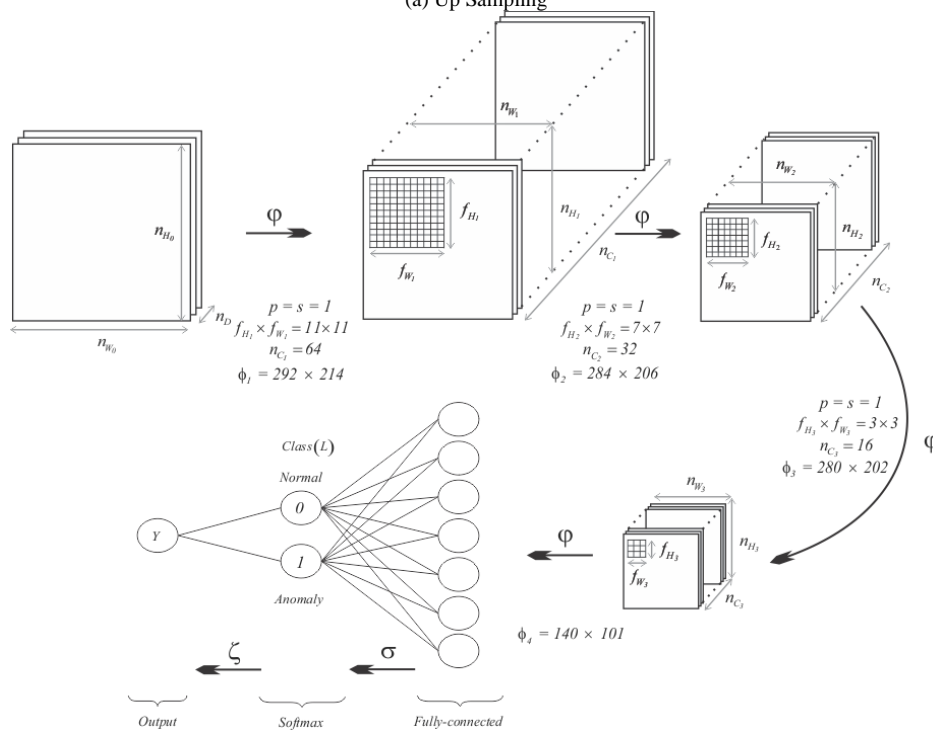 (a) Up Sampling
n_{H_0}
n_{W_0}
n_D
φ
p = s = 1
f_{H_1} × f_{W_1} = 11 × 11
n_{C_1} = 64
ϕ_1 = 292 × 214
n_{W_1}
n_{H_1}
n_{C_1}
f_{H_1}
f_{W_1}
φ
p = s = 1
f_{H_2} × f_{W_2} = 7 × 7
n_{C_2} = 32
ϕ_2 = 284 × 206
n_{W_2}
n_{H_2}
n_{C_2}
f_{H_2}
f_{W_2}
φ
p = s = 1
f_{H_3} × f_{W_3} = 3 × 3
n_{C_3} = 16
ϕ_3 = 280 × 202
n_{W_3}
n_{H_3}
n_{C_3}
f_{H_3}
f_{W_3}
φ
ϕ_4 = 140 × 101
Class(L)
Normal
0
1
Anomaly
Y
ζ
σ
Output
Softmax
Fully-connected